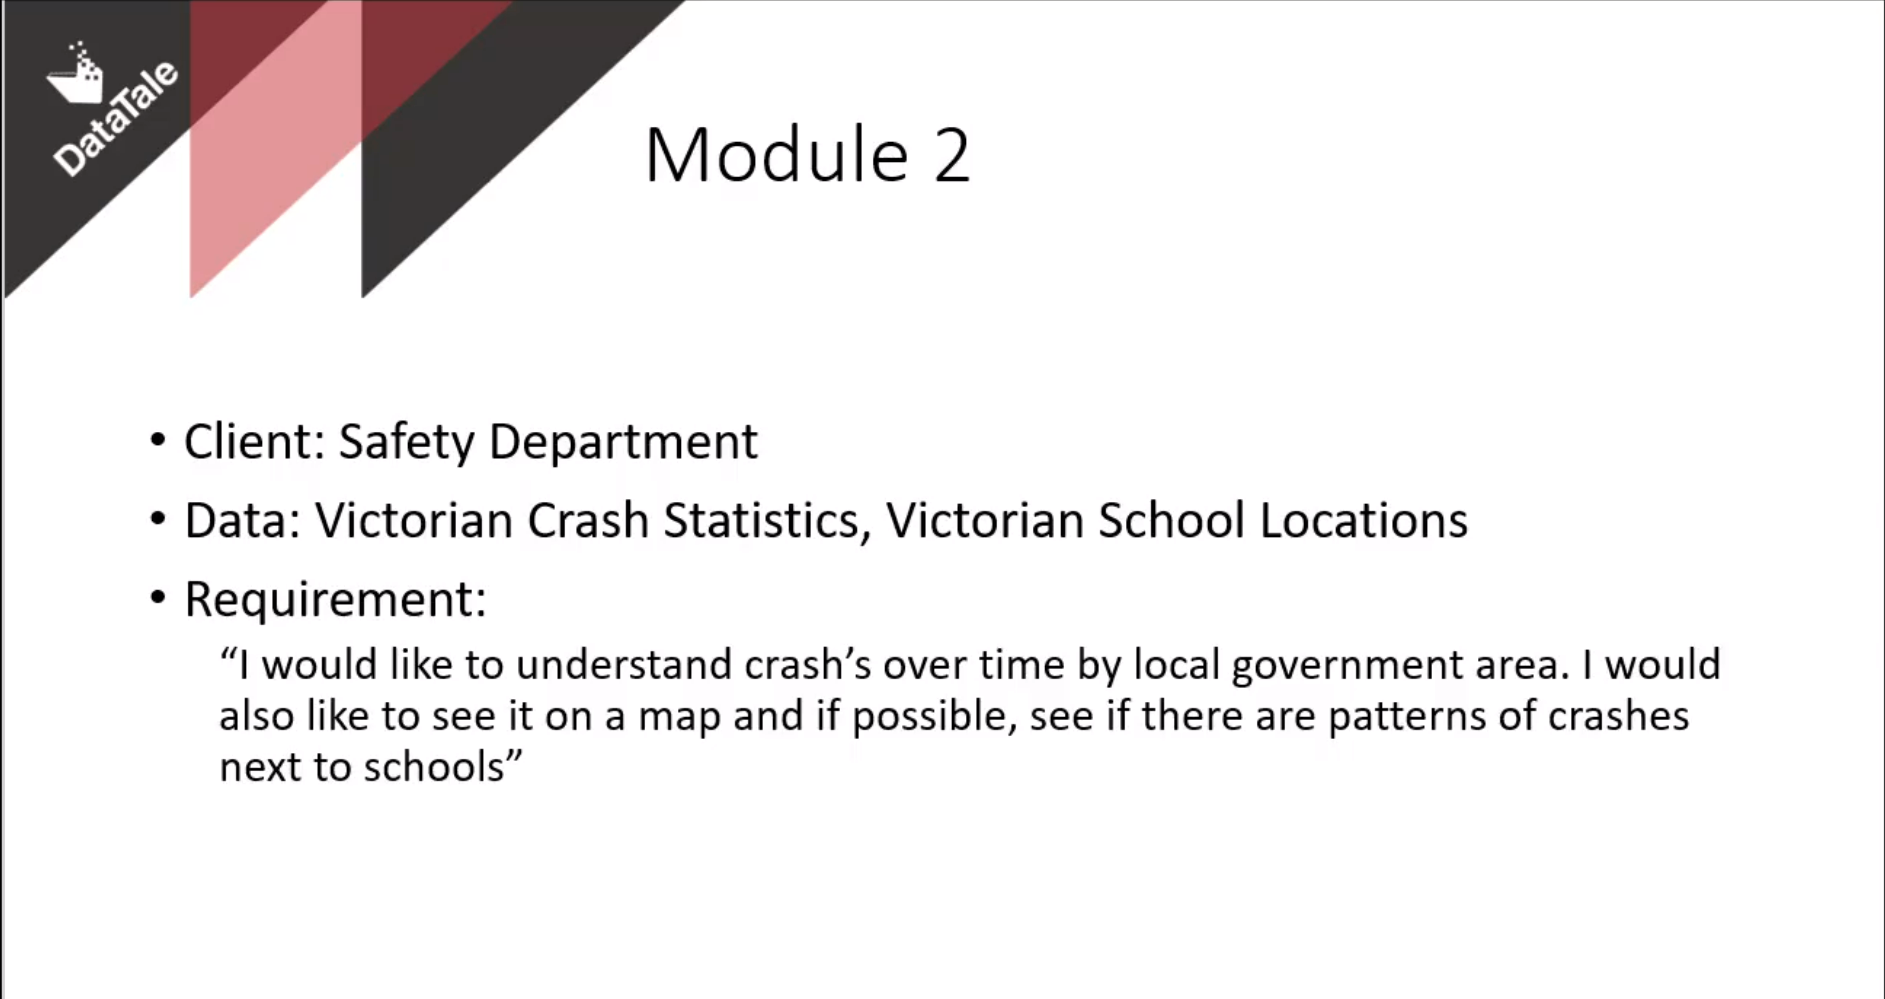 DataTale
Module 2
• Client: Safety Department
• Data: Victorian Crash Statistics, Victorian School Locations
• Requirement:
“I would like to understand crash’s over time by local government area. I would
also like to see it on a map and if possible, see if there are patterns of crashes
next to schools”